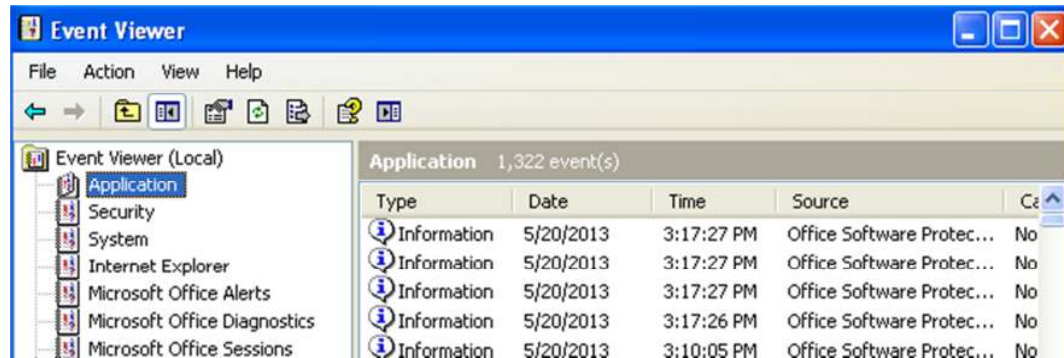 Event Viewer
File Action View Help
Event Viewer (Local)
Application
Security
System
Internet Explorer
Microsoft Office Alerts
Microsoft Office Diagnostics
Microsoft Office Sessions
Application 1,322 event(s)
Type Date Time Source Ca
Information 5/20/2013 3:17:27 PM Office Software Protec... No
Information 5/20/2013 3:17:27 PM Office Software Protec... No
Information 5/20/2013 3:17:27 PM Office Software Protec... No
Information 5/20/2013 3:17:26 PM Office Software Protec... No
Information 5/20/2013 3:10:05 PM Office Software Protec... No